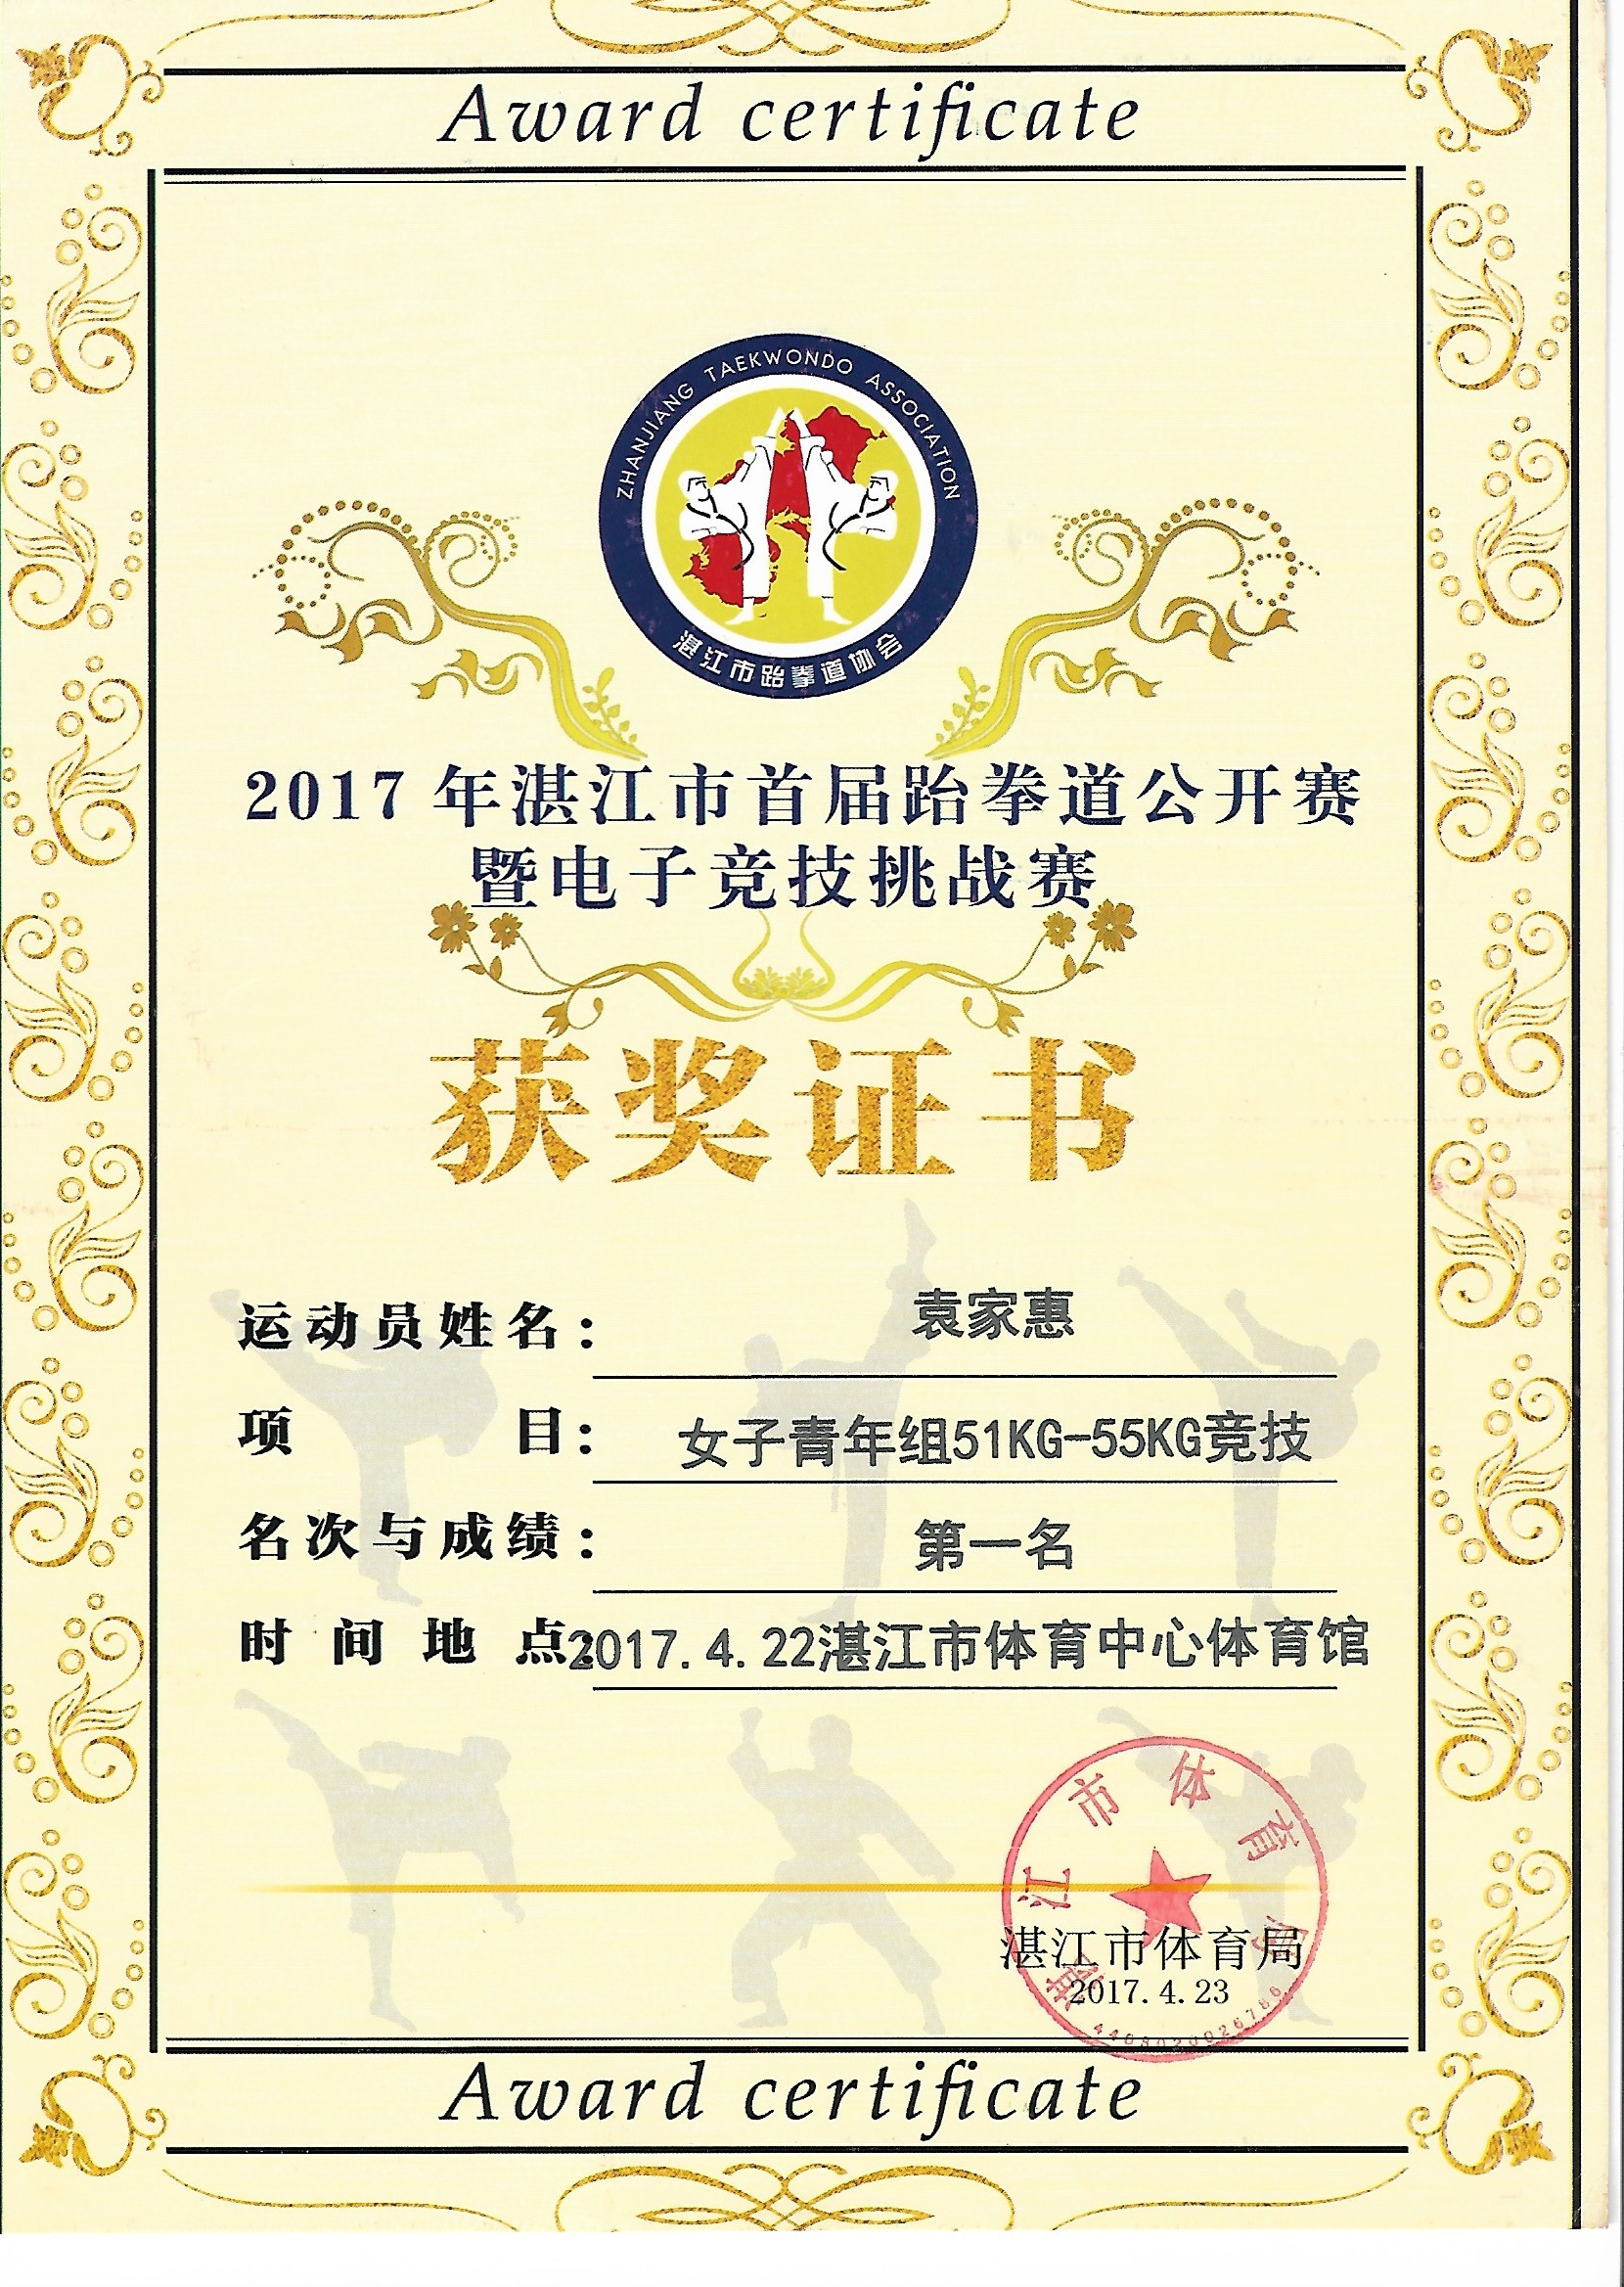 Award certificate
ZHANJIANG TAEKWONDO ASSOCIATION
湛江市跆拳道协会
2017年湛江市首届跆拳道公开赛
暨电子竞技挑战赛
获奖证书
运动员姓名：袁家惠
项目：女子青年组51KG-55KG竞技
名次与成绩：第一名
时间地点：2017.4.22湛江市体育中心体育馆
湛江市体育局
湛江市体育局
2017.4.23
4408020026786
Award certificate